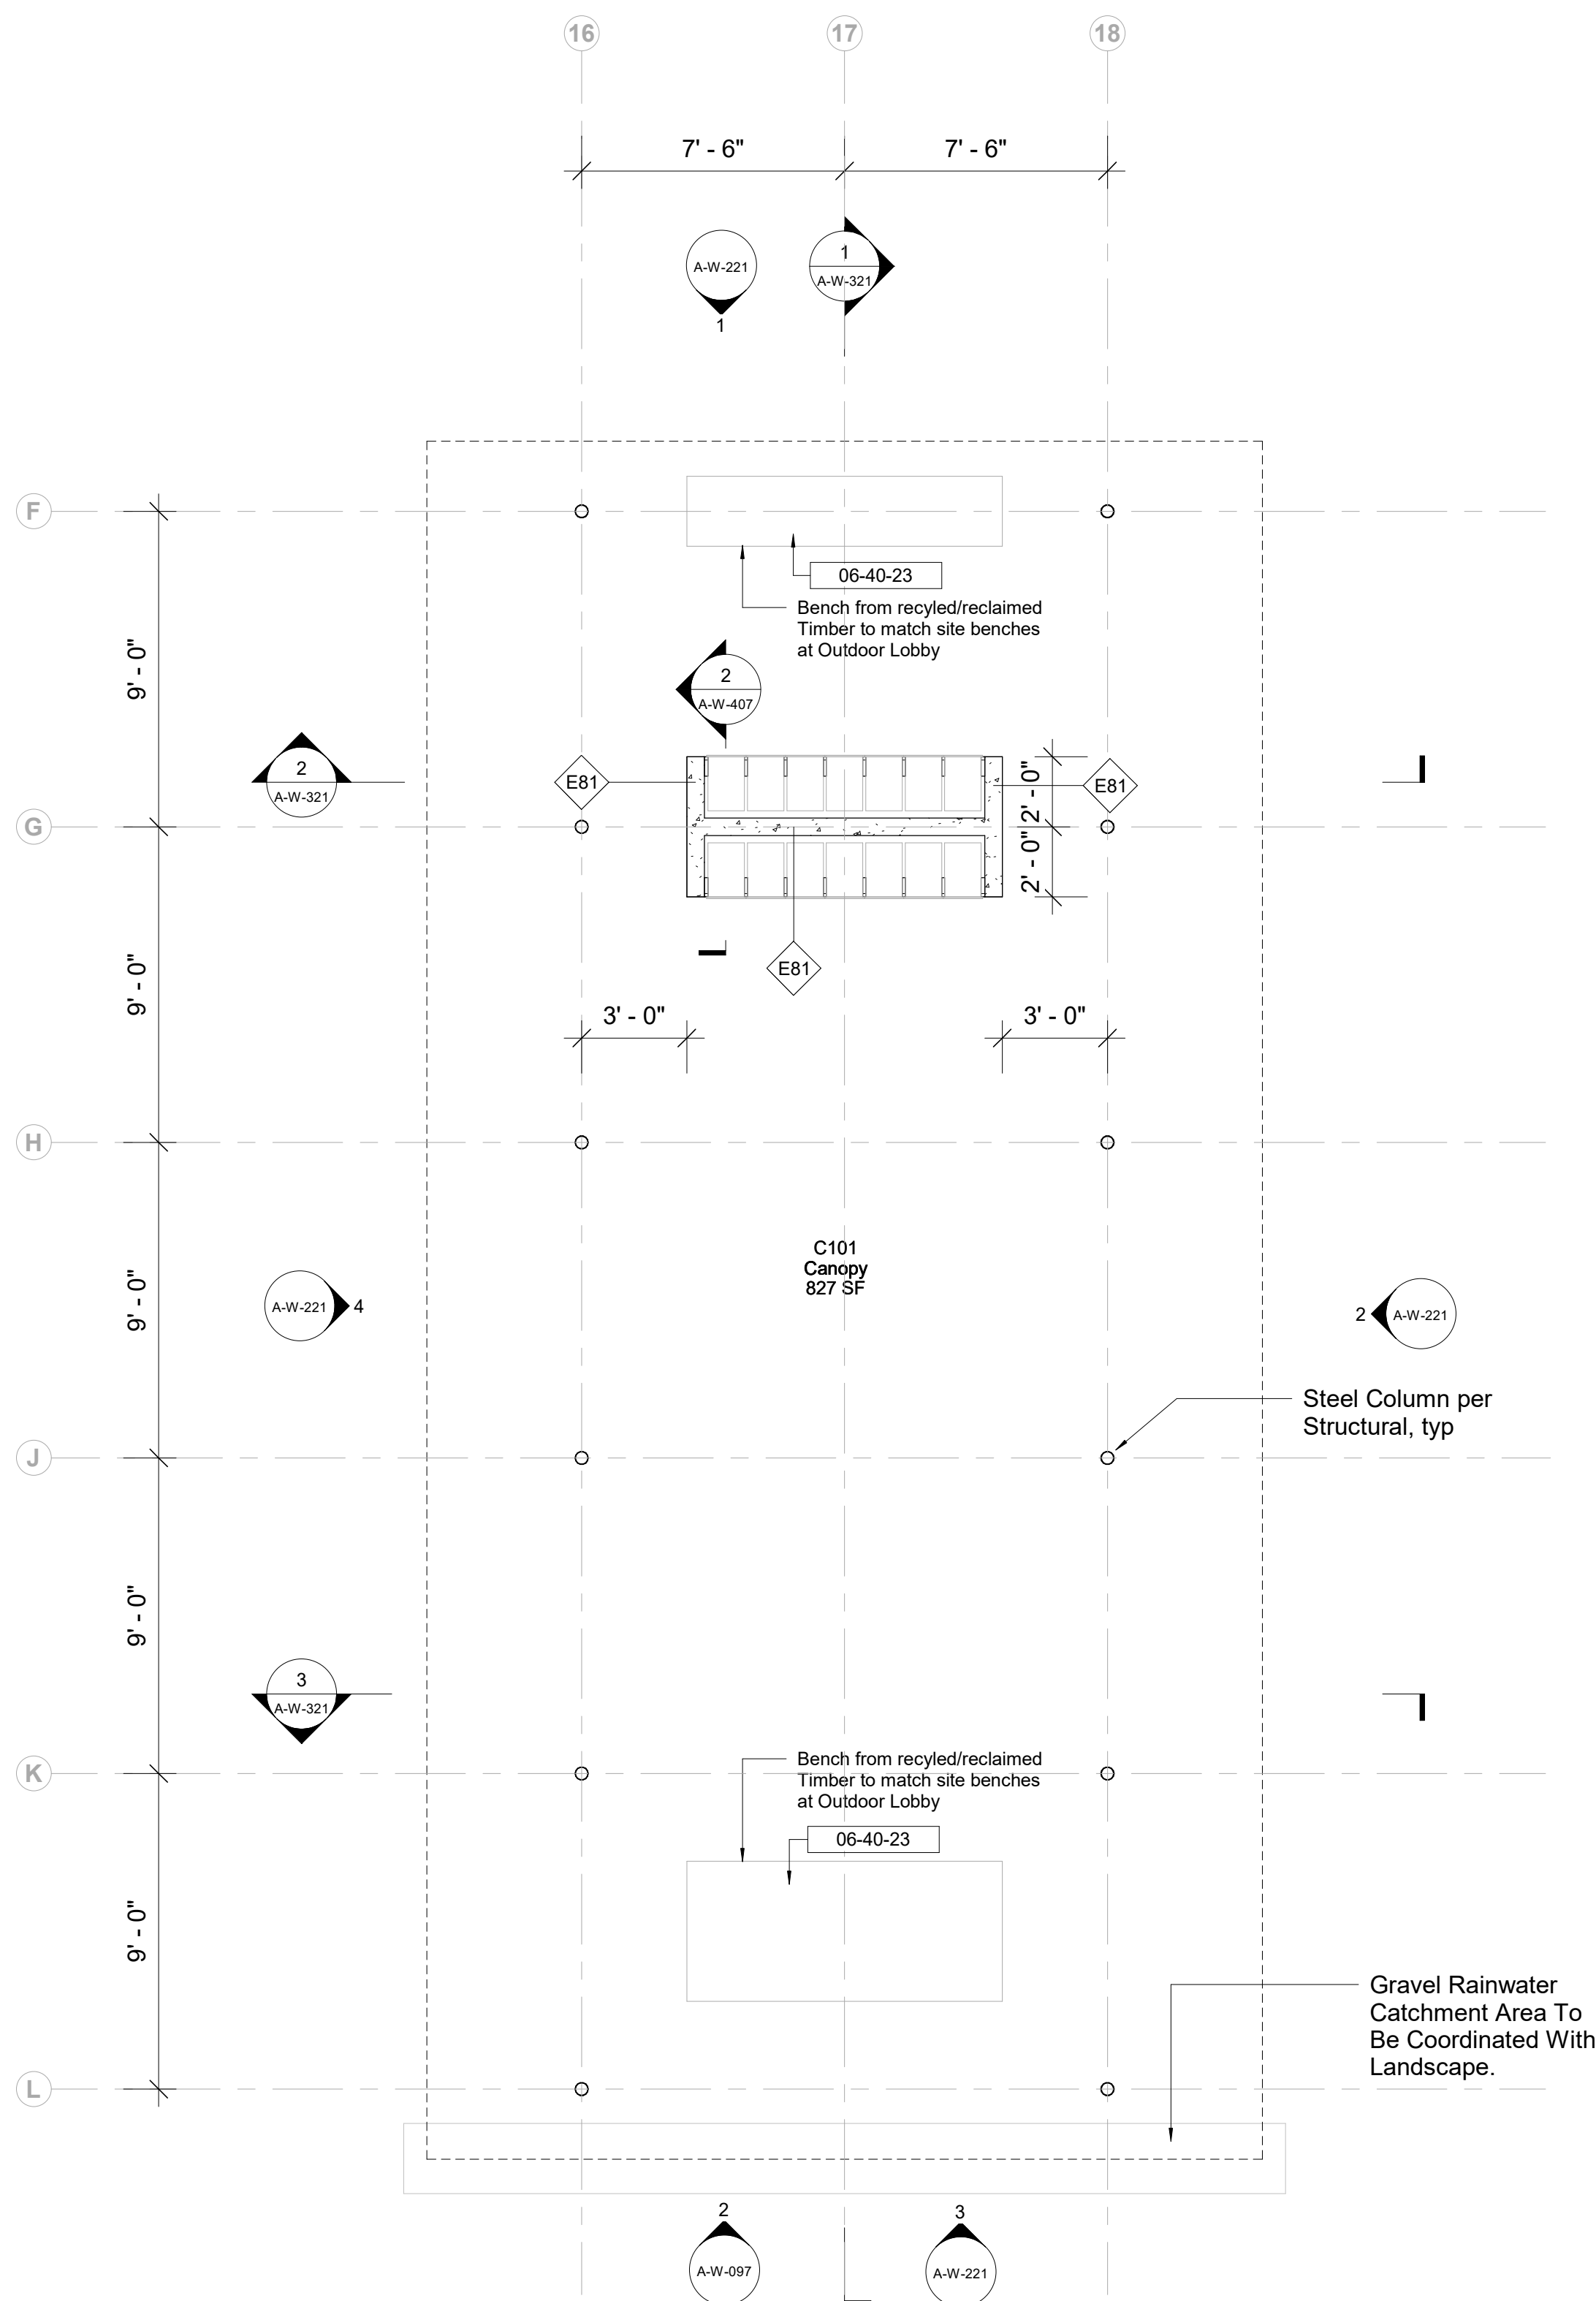 16
17
18
7' - 6"
7' - 6"
A-W-221
1
1
A-W-321
F
06-40-23
Bench from recyled/reclaimed
Timber to match site benches
at Outdoor Lobby
9' - 0"
2
A-W-407
2
A-W-321
E81
2' - 0"
E81
G
2' - 0"
E81
9' - 0"
3' - 0"
3' - 0"
H
C101
Canopy
827 SF
9' - 0"
A-W-221
4
2
A-W-221
Steel Column per
Structural, typ
J
9' - 0"
3
A-W-321
Bench from recyled/reclaimed
Timber to match site benches
at Outdoor Lobby
K
06-40-23
9' - 0"
Gravel Rainwater
Catchment Area To
Be Coordinated With
Landscape.
L
2
A-W-097
3
A-W-221